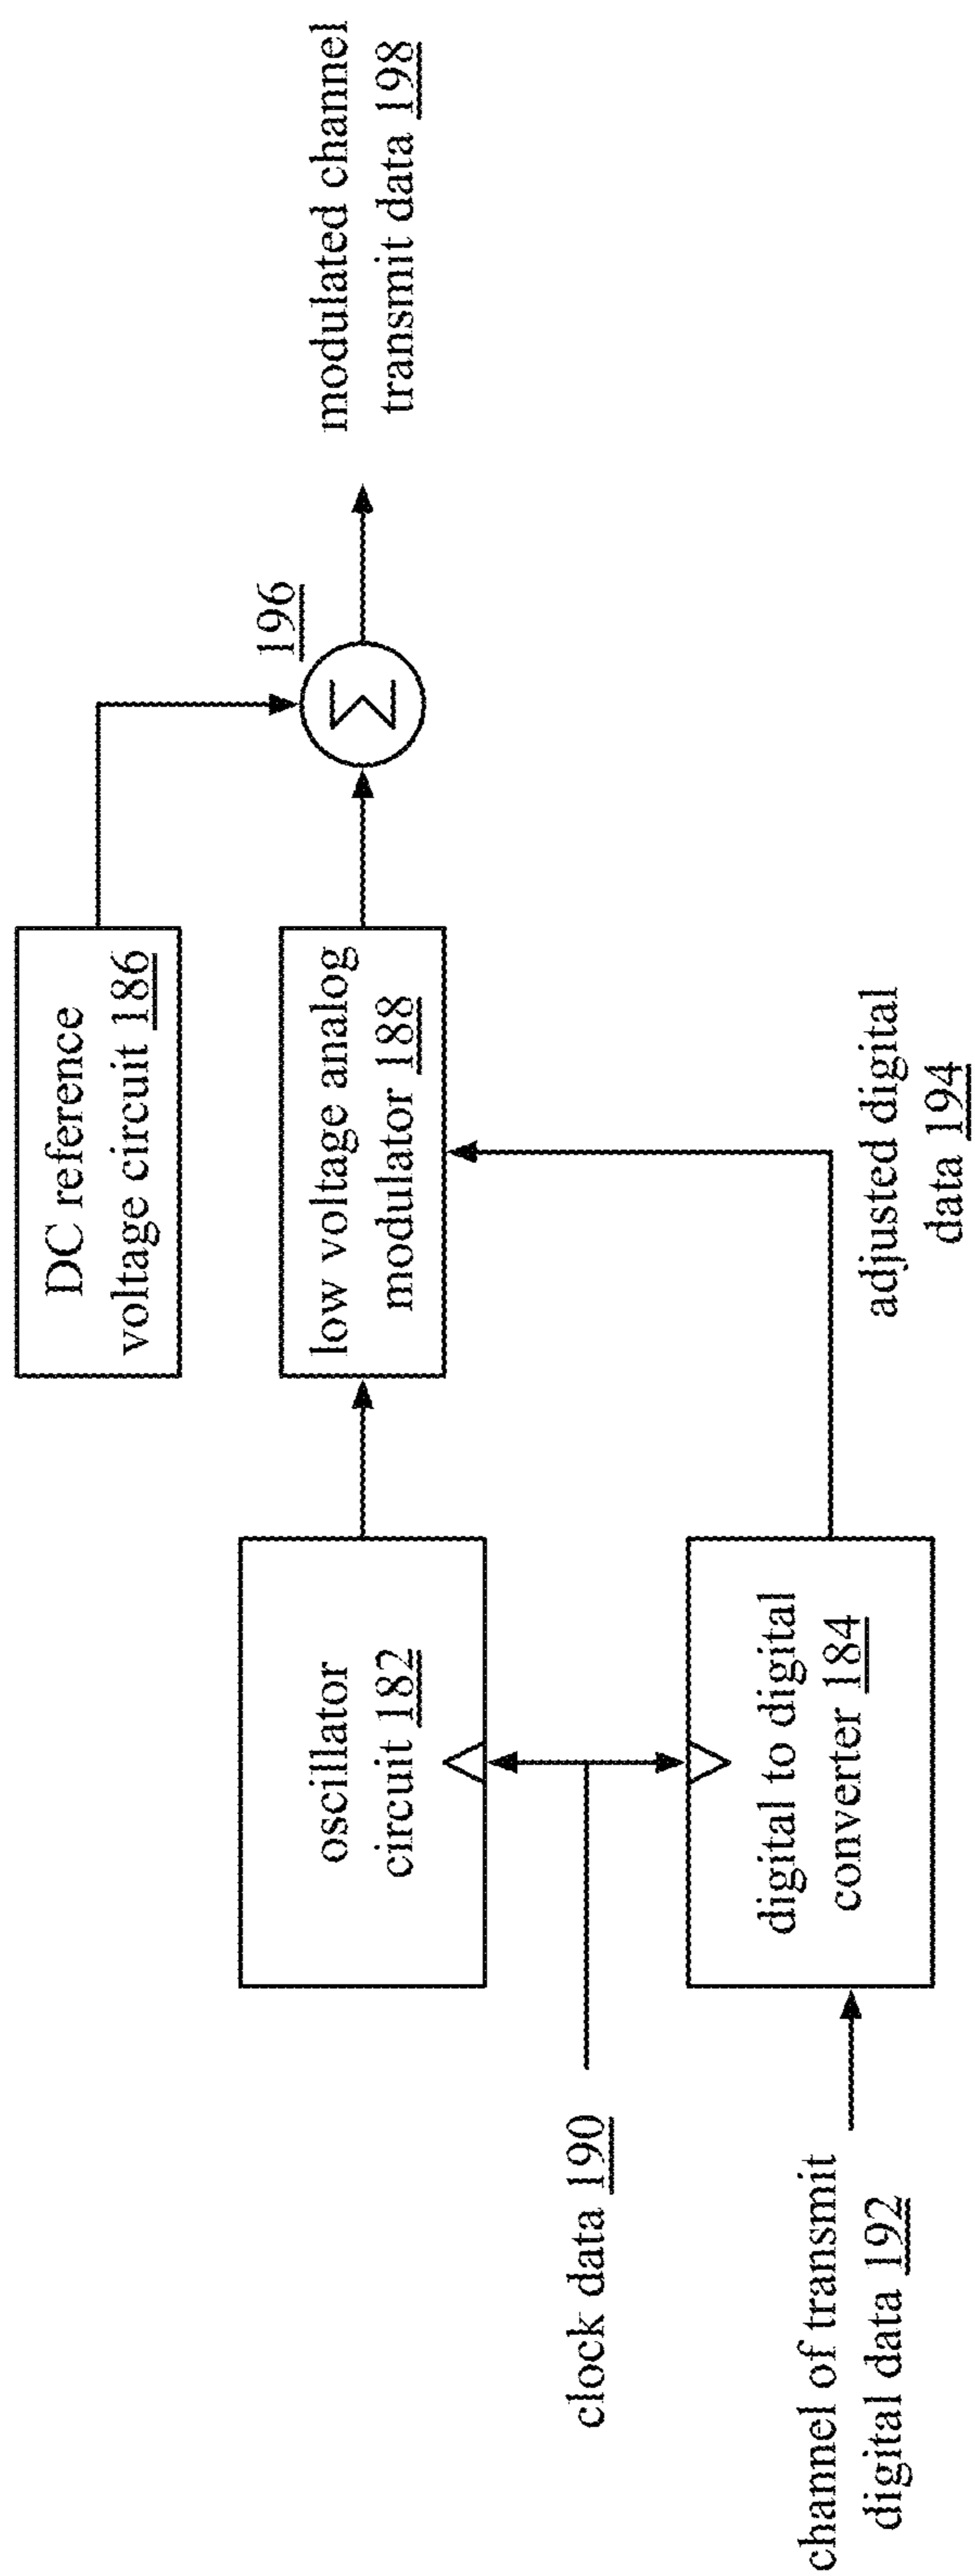 DC reference
voltage circuit 186
196
oscillator
circuit 182
low voltage analog
modulator 188
Σ
modulated channel
transmit data 198
clock data 190
channel of transmit
digital data 192
digital to digital
converter 184
adjusted digital
data 194